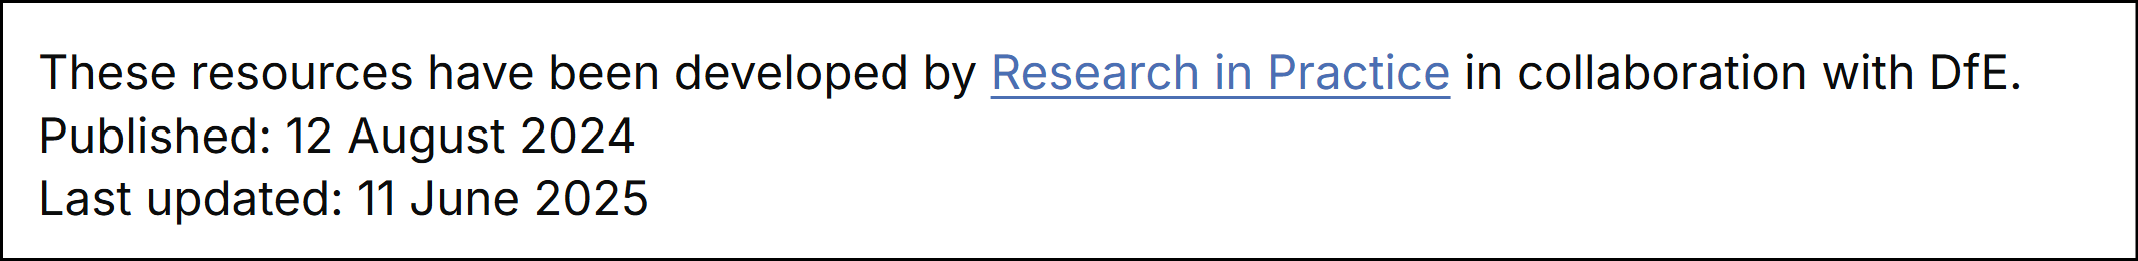 These resources have been developed by Research in Practice in collaboration with DfE.
Published: 12 August 2024
Last updated: 11 June 2025